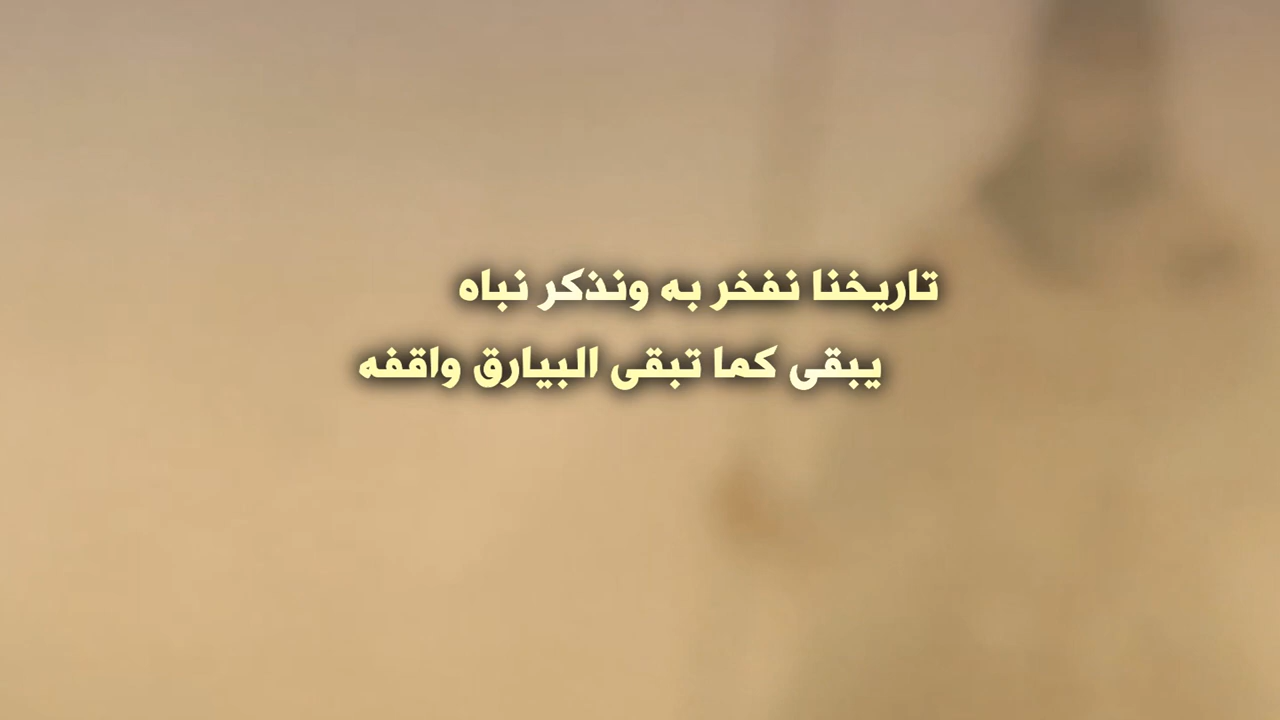 تاريخنا نفخر به ونذكر نباه
يبقى كما تبقى البيارق واقفه